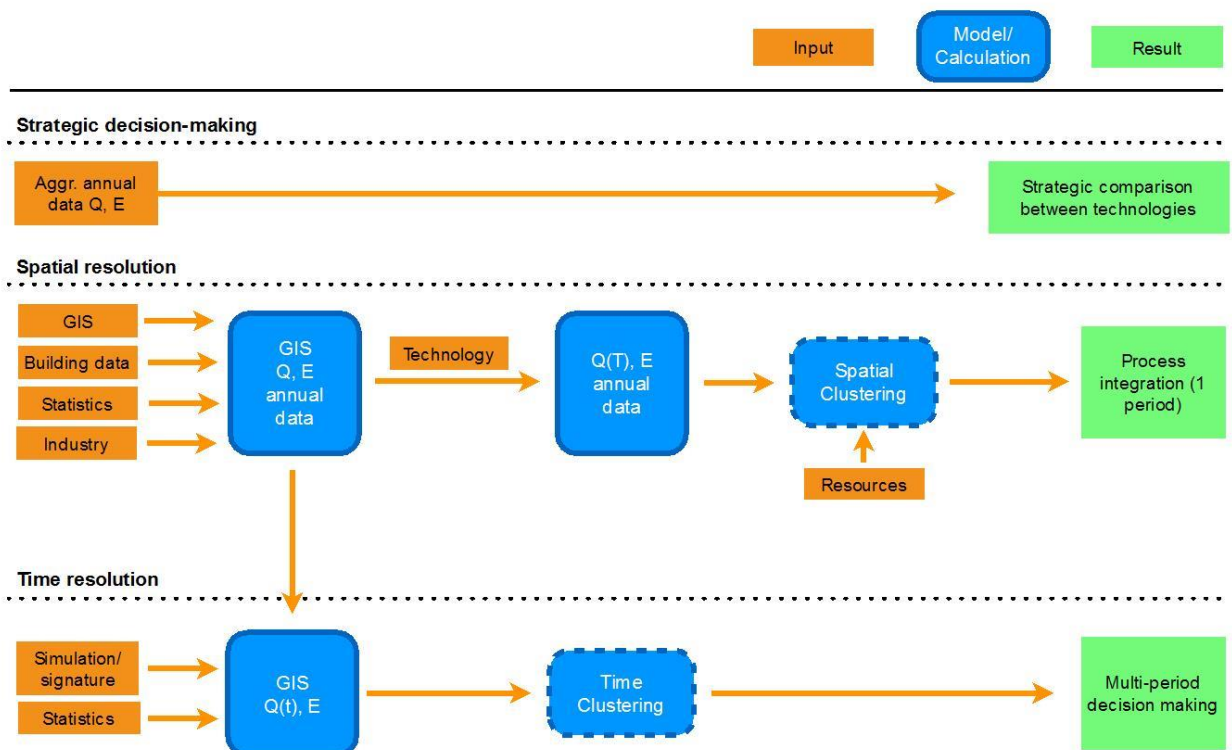 Input
Model/
Calculation
Result
Strategic decision-making
Aggr. annual
data Q, E
Strategic comparison
between technologies
Spatial resolution
GIS
Building data
Statistics
Industry
GIS
Q, E
annual
data
Technology
Q(T), E
annual
data
Spatial
Clustering
Resources
Process
integration (1
period)
Time resolution
Simulation/
signature
Statistics
GIS
Q(t), E
Time
Clustering
Multi-period
decision making